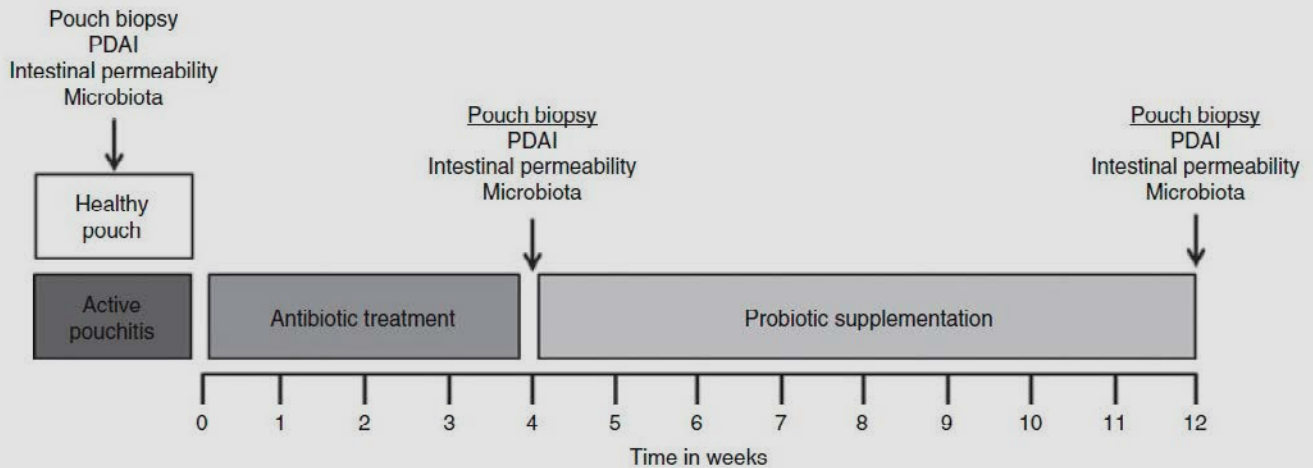 Pouch biopsy
PDAI
Intestinal permeability
Microbiota
Pouch biopsy
PDAI
Intestinal permeability
Microbiota
Pouch biopsy
PDAI
Intestinal permeability
Microbiota
Healthy
pouch
Active
pouchitis
Antibiotic treatment
Probiotic supplementation
0 1 2 3 4 5 6 7 8 9 10 11 12
Time in weeks